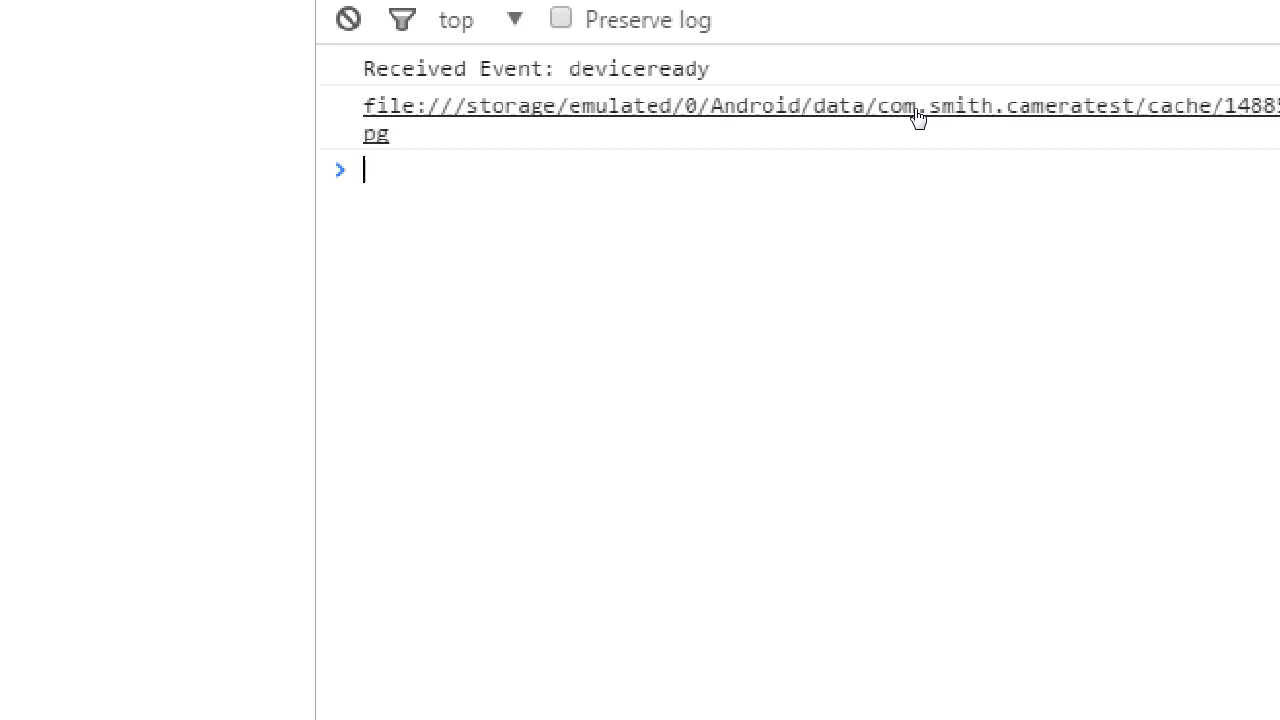 top Preserve log
Received Event: deviceready
file:///storage/emulated/0/Android/data/com.smith.cameratest/cache/1488
pg